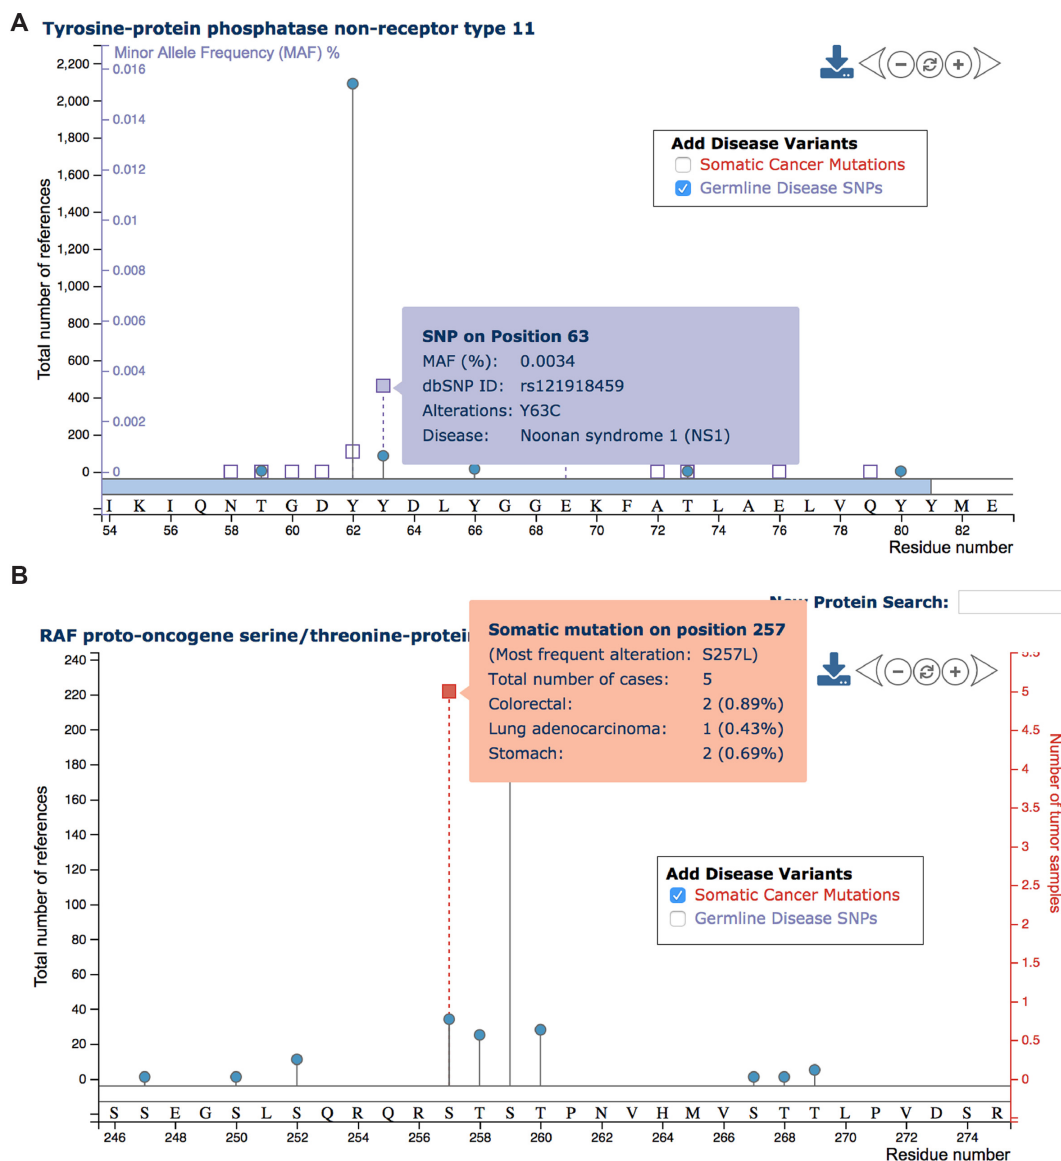 A
Tyrosine-protein phosphatase non-receptor type 11
Minor Allele Frequency (MAF) %
2,200
2,000
1,800
1,600
1,400
1,200
1,000
800
600
400
200
0
0.016
0.014
0.012
0.01
0.008
0.006
0.004
0.002
0
Total number of references
Add Disease Variants
Somatic Cancer Mutations
Germline Disease SNPs
SNP on Position 63
MAF (%): 0.0034
dbSNP ID: rs121918459
Alterations: Y63C
Disease: Noonan syndrome 1 (NS1)
I K I Q N T G D Y Y D L Y G G E K F A T L A E L V Q Y Y M E
54 56 58 60 62 64 66 68 70 72 74 76 78 80 82
Residue number
B
Protein Search:
RAF proto-oncogene serine/threonine-protei
240
220
200
180
160
140
120
100
80
60
40
20
0
Total number of references
Somatic mutation on position 257
(Most frequent alteration: S257L)
Total number of cases: 5
Colorectal: 2 (0.89%)
Lung adenocarcinoma: 1 (0.43%)
Stomach: 2 (0.69%)
Add Disease Variants
Somatic Cancer Mutations
Germline Disease SNPs
5.5
5
4.5
4
3.5
3
2.5
2
1.5
1
0.5
0
Number of tumor samples
S S E G S L S Q R Q R S T S T P N V H M V S T T L P V D S R
246 248 250 252 254 256 258 260 262 264 266 268 270 272 274
Residue number